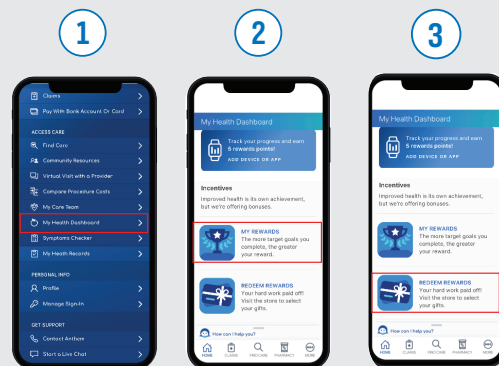 1
2
3
Claims
Pay With Bank Account Or Card
ACCESS CARE
Find Care
Community Resources
Virtual Visit with a Provider
Compare Procedure Costs
My Care Team
My Health Dashboard
Symptoms Checker
My Heath Records
PERSONAL INFO
Profile
Manage Sign-In
GET SUPPORT
Contact Anthem
Start a Live Chat
My Health Dashboard
Track your progress and earn
5 rewards points!
ADD DEVICE OR APP
Incentives
Improved health is its own achievement,
but we're offering bonuses.
MY REWARDS
The more target goals you
complete, the greater
your reward.
REDEEM REWARDS
Your hard work paid off!
Visit the store to select
your gifts.
How can I help you?
HOME CLAIMS FIND CARE PHARMACY MORE
My Health Dashboard
Track your progress and earn
5 rewards points!
ADD DEVICE OR APP
Incentives
Improved health is its own achievement,
but we're offering bonuses.
MY REWARDS
The more target goals you
complete, the greater
your reward.
REDEEM REWARDS
Your hard work paid off!
Visit the store to select
your gifts.
How can I help you?
HOME CLAIMS FIND CARE PHARMACY MORE